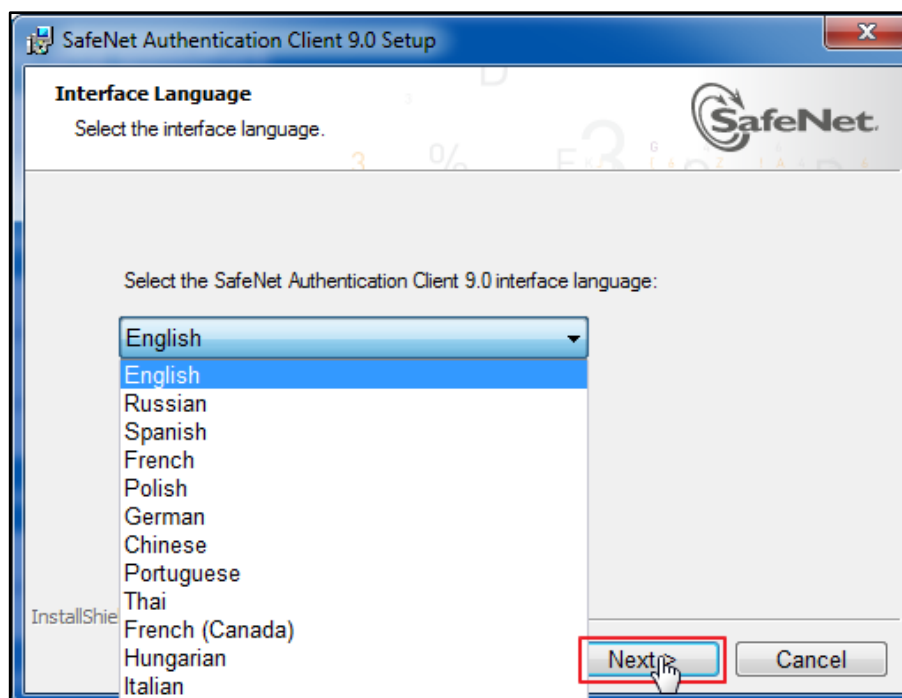 SafeNet Authentication Client 9.0 Setup
Interface Language
Select the interface language.
SafeNet.
Select the SafeNet Authentication Client 9.0 interface language:
English
English
Russian
Spanish
French
Polish
German
Chinese
Portuguese
Thai
French (Canada)
Hungarian
Italian
InstallShie
Next >
Cancel